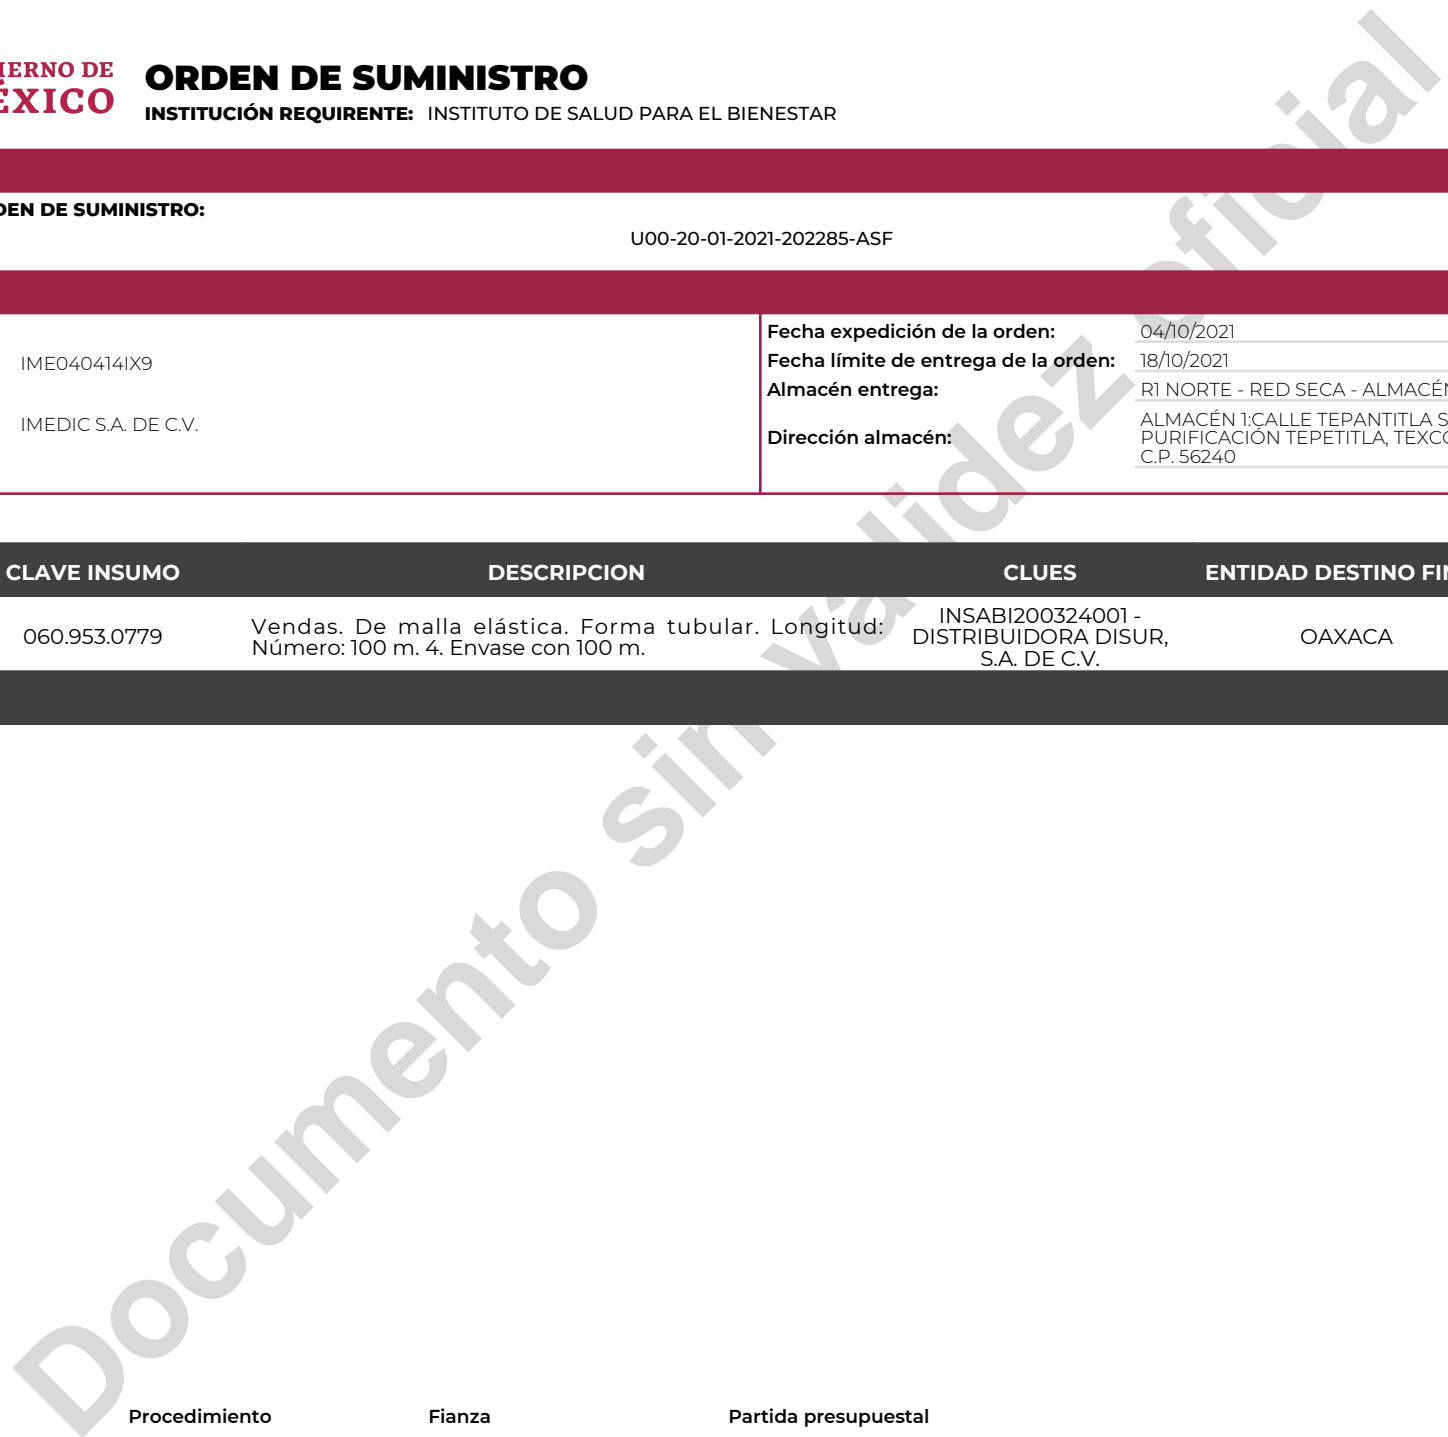 IERNO DE
ÉXICO
ORDEN DE SUMINISTRO
INSTITUCIÓN REQUIRENTE: INSTITUTO DE SALUD PARA EL BIENESTAR
DEN DE SUMINISTRO:
U00-20-01-2021-202285-ASF
IME040414IX9
IMEDIC S.A. DE C.V.
Fecha expedición de la orden: 04/10/2021
Fecha límite de entrega de la orden: 18/10/2021
Almacén entrega: R1 NORTE - RED SECA - ALMACÉN
Dirección almacén: ALMACÉN 1:CALLE TEPANTITLA S
PURIFICACIÓN TEPETITLA, TEXCO
C.P. 56240
CLAVE INSUMO DESCRIPCION CLUES ENTIDAD DESTINO FIN
060.953.0779
Vendas. De malla elástica. Forma tubular. Longitud:
Número: 100 m. 4. Envase con 100 m.
INSABI200324001 -
DISTRIBUIDORA DISUR,
S.A. DE C.V.
OAXACA
Documento sin validez oficial
Procedimiento Fianza Partida presupuestal